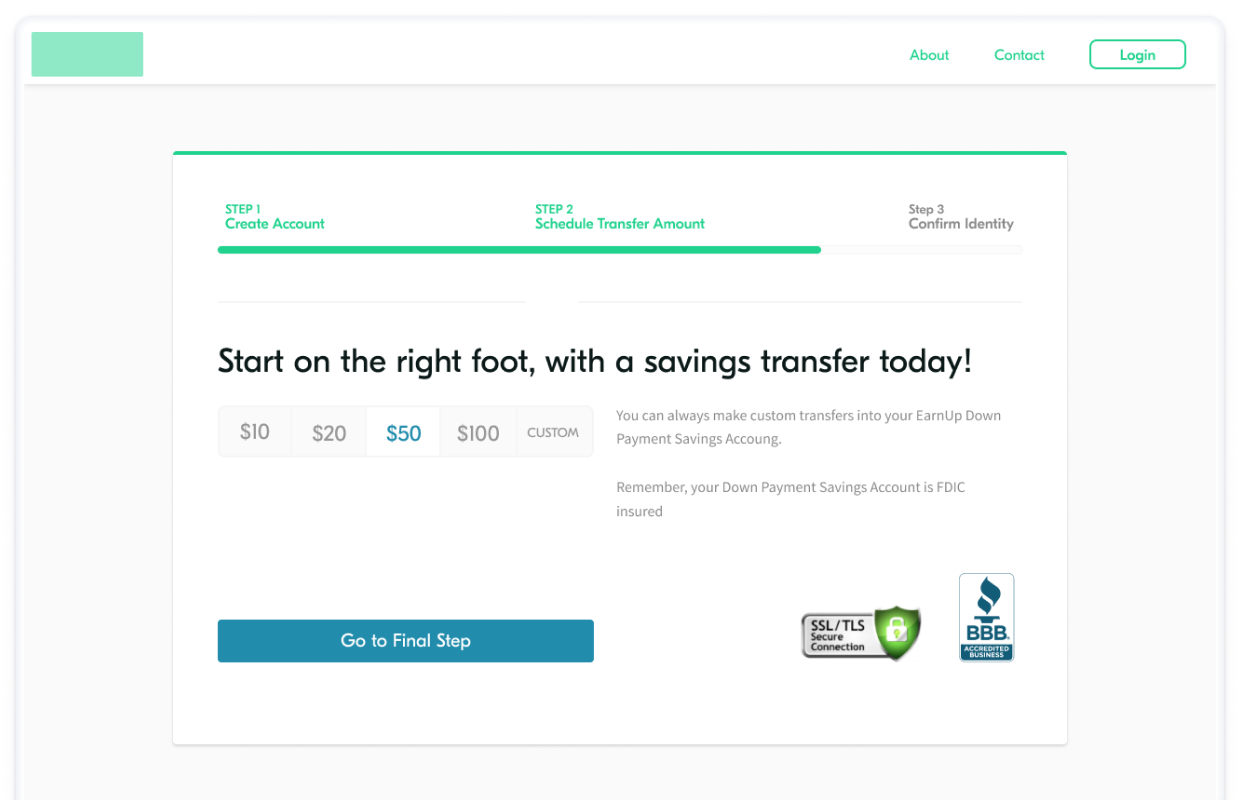 About Contact Login
STEP 1
Create Account
STEP 2
Schedule Transfer Amount
Step 3
Confirm Identity
Start on the right foot, with a savings transfer today!
$10 $20 $50 $100 CUSTOM
You can always make custom transfers into your EarnUp Down
Payment Savings Accoung.
Remember, your Down Payment Savings Account is FDIC
insured
Go to Final Step
SSL/TLS
Secure
Connection
BBB.
ACCREDITED
BUSINESS